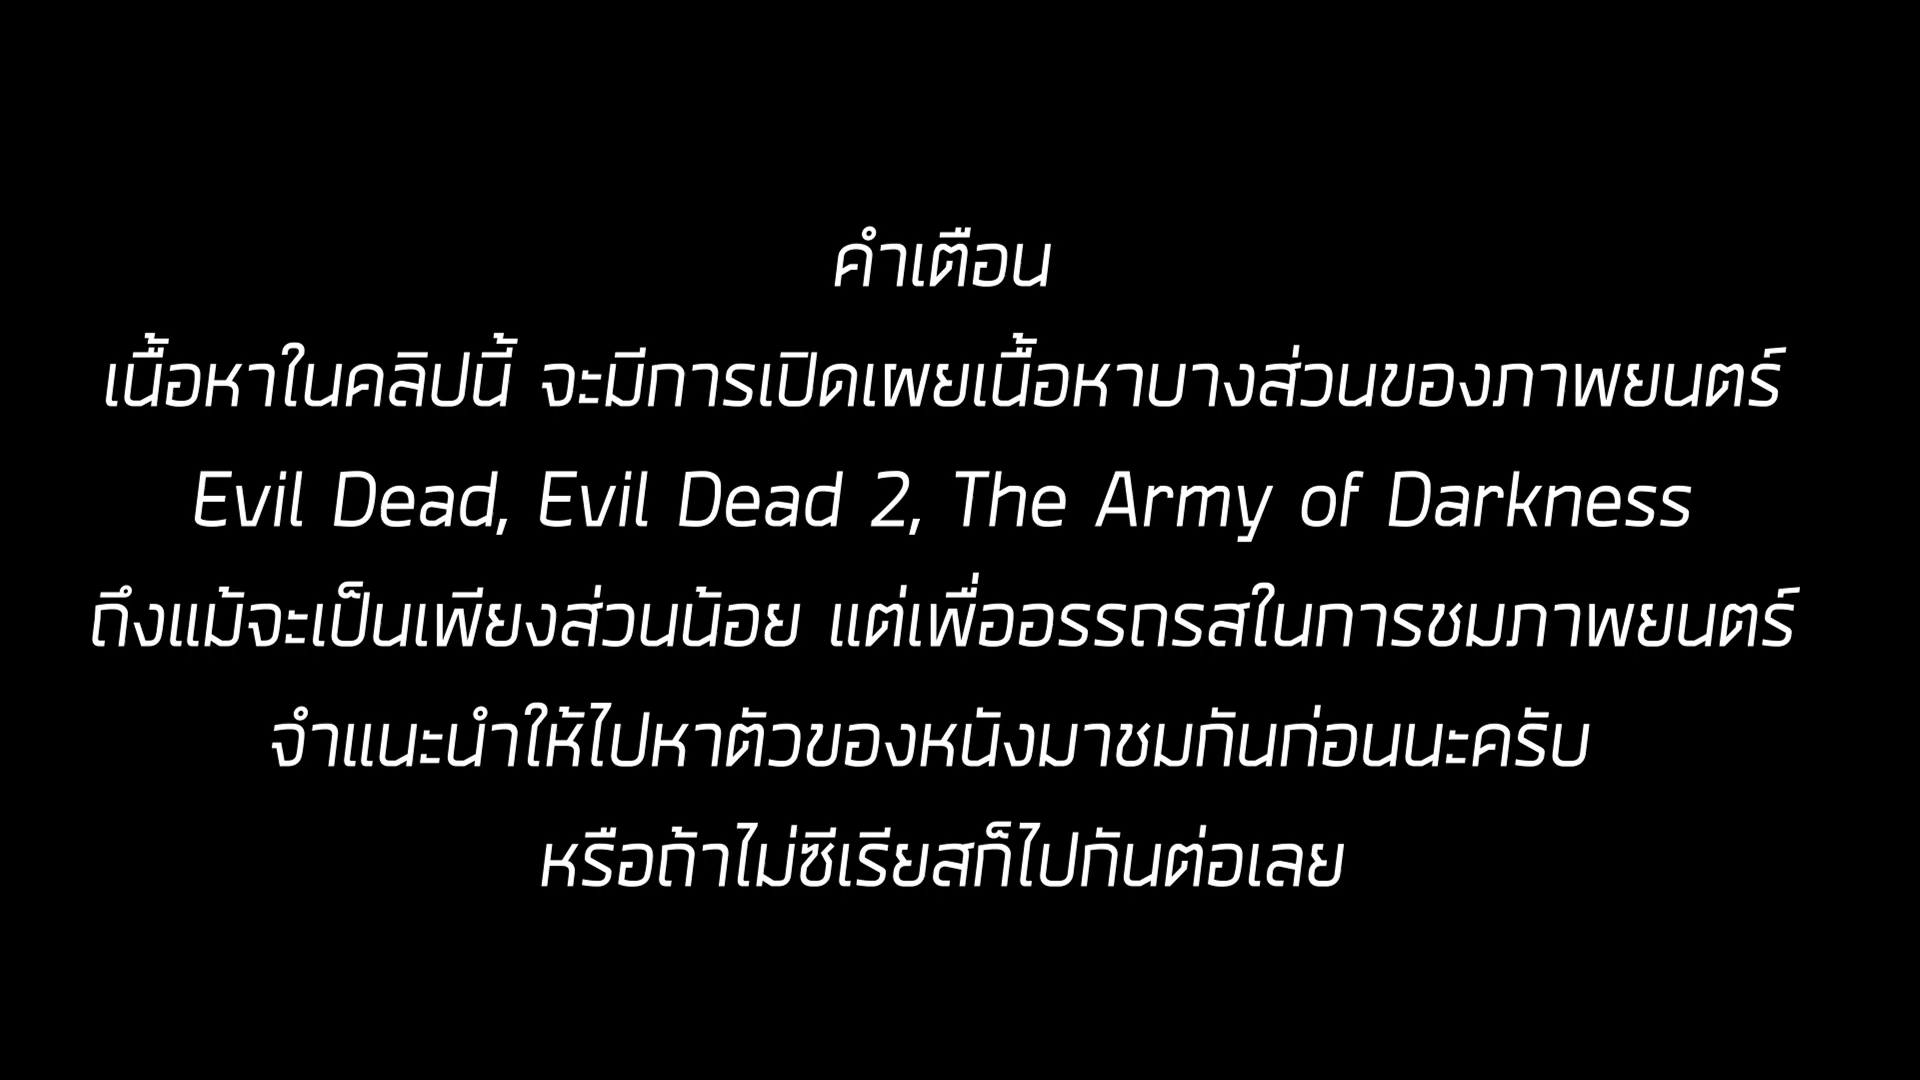 คำเตือน
เนื้อหาในคลิปนี้ จะมีการเปิดเผยเนื้อหาบางส่วนของภาพยนตร์
Evil Dead, Evil Dead 2, The Army of Darkness
ถึงแม้จะเป็นเพียงส่วนน้อย แต่เพื่ออรรถรสในการชมภาพยนตร์
จำแนะนำให้ไปหาตัวของหนังมาชมกันก่อนนะครับ
หรือถ้าไม่ซีเรียสก็ไปกันต่อเลย